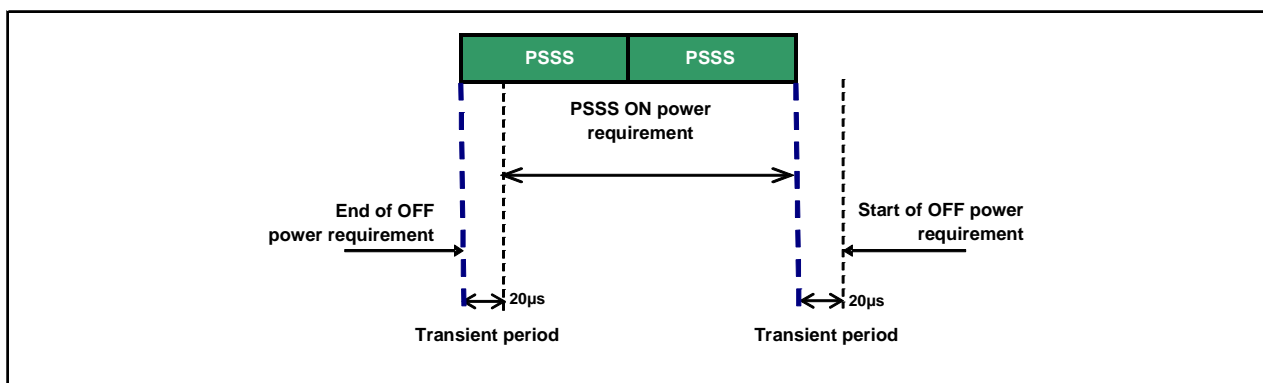 PSSS PSSS
PSSS ON power
requirement
End of OFF
power requirement
Start of OFF power
requirement
20µs
20µs
Transient period
Transient period